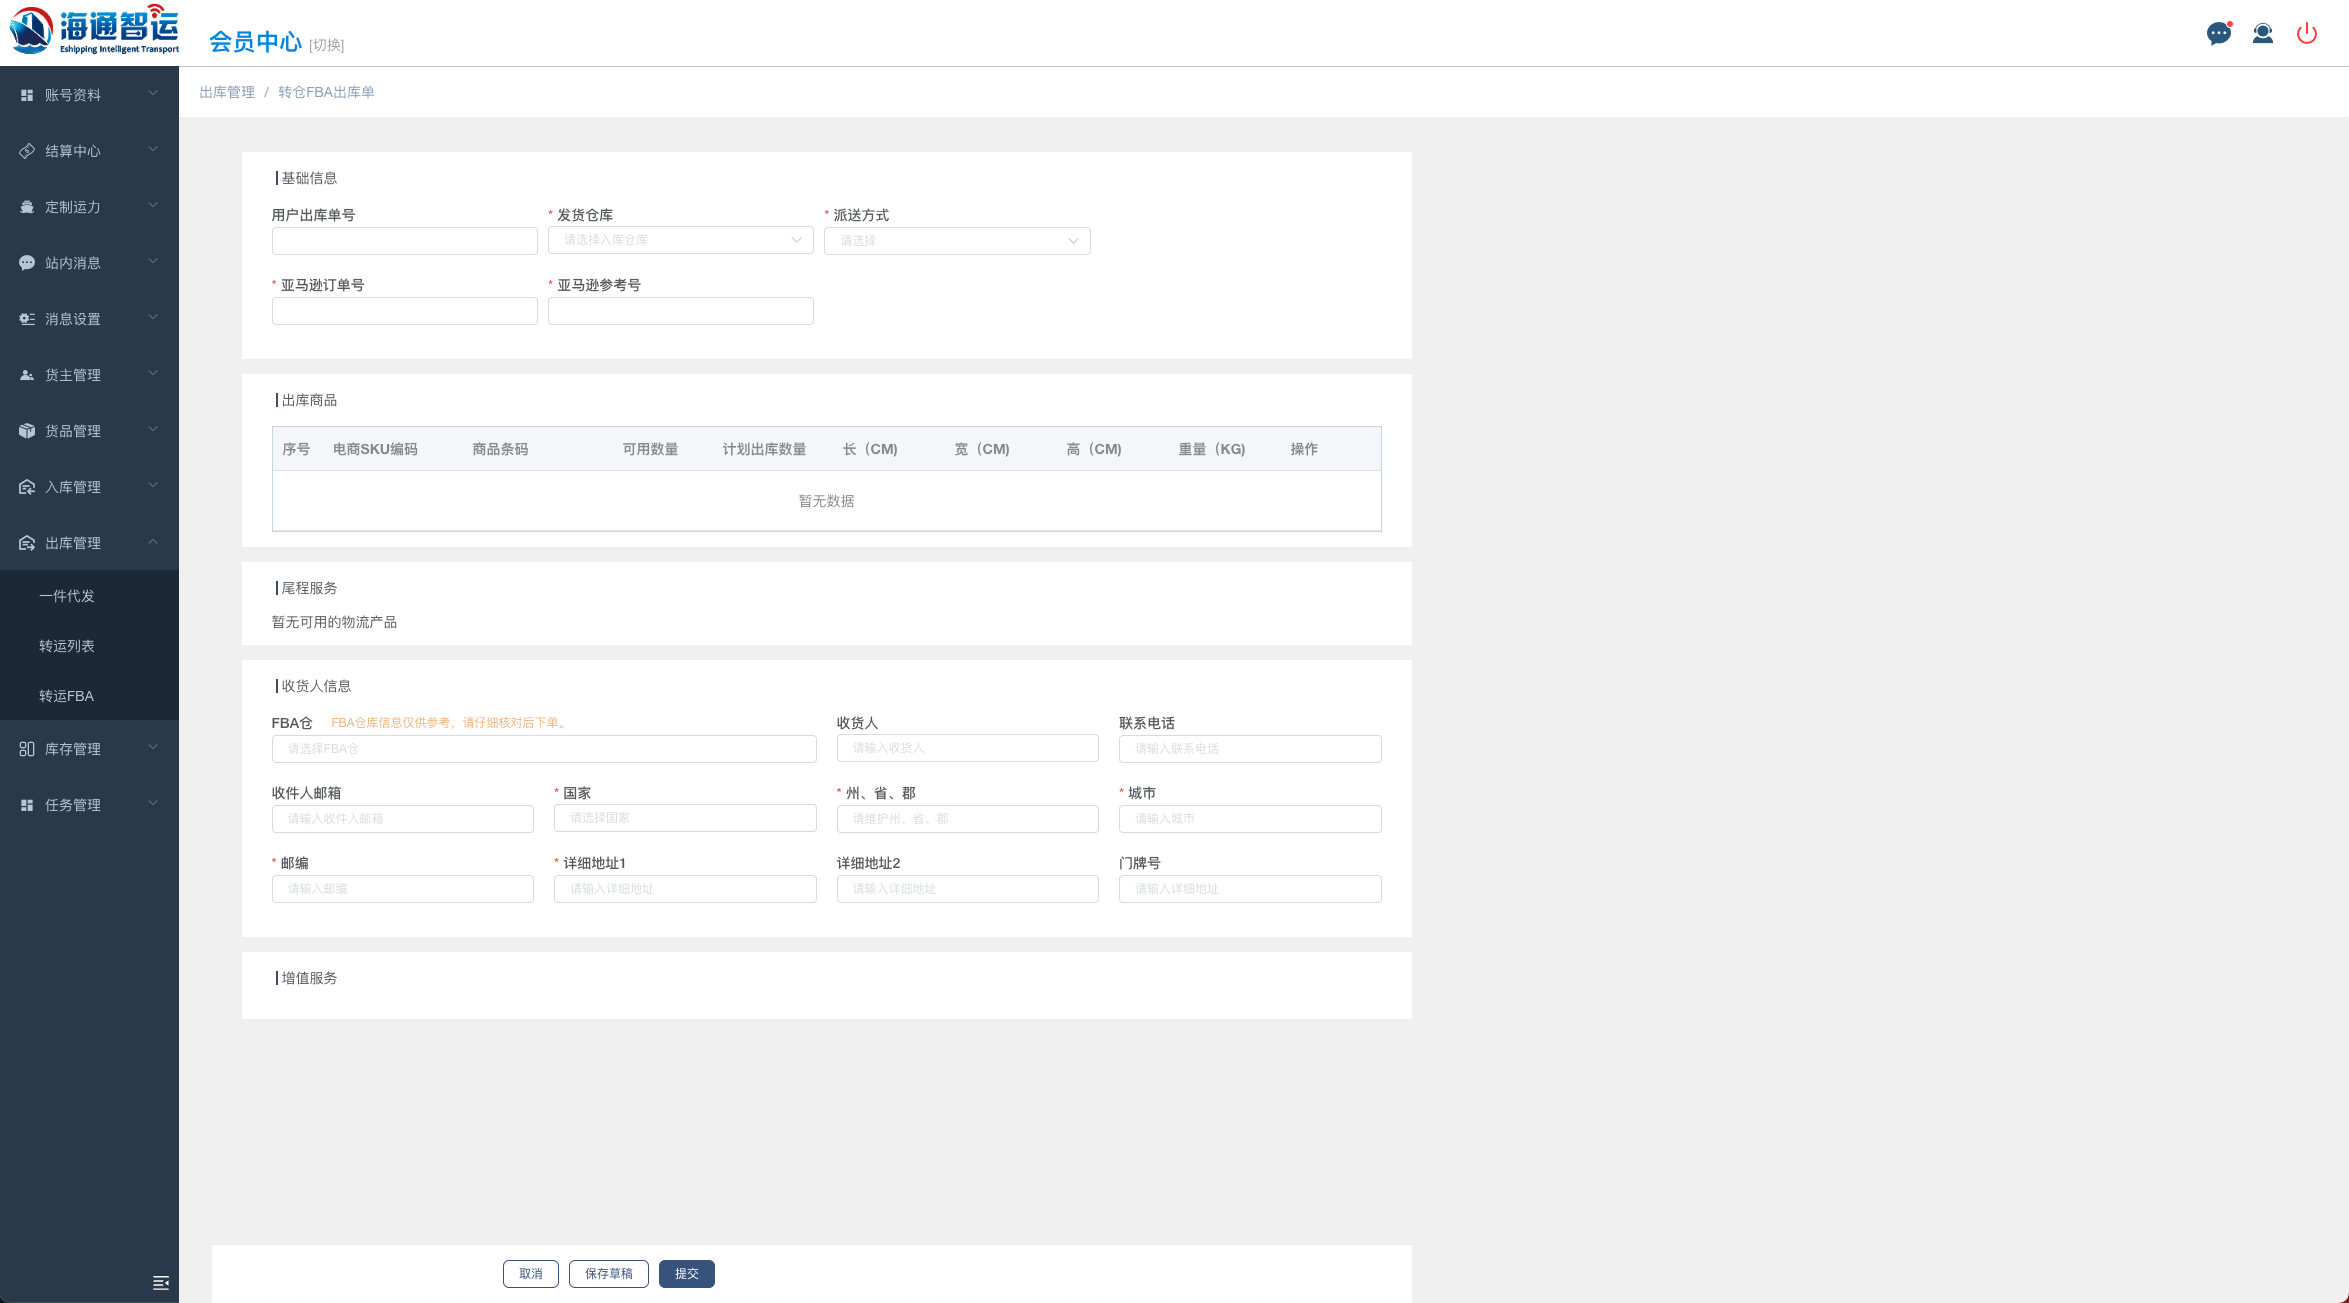 海通智运
Eshipping Intelligent Transport
会员中心 [切换]
账号资料
结算中心
定制运力
站内消息
消息设置
货主管理
货品管理
入库管理
出库管理
一件代发
转运列表
转运FBA
库存管理
任务管理
出库管理 / 转仓FBA出库单
基础信息
用户出库单号 * 发货仓库 * 派送方式
请选择入库仓库 请选择
* 亚马逊订单号 * 亚马逊参考号
出库商品
序号 电商SKU编码 商品条码 可用数量 计划出库数量 长（CM) 宽（CM) 高（CM) 重量（KG) 操作
暂无数据
尾程服务
暂无可用的物流产品
收货人信息
FBA仓 FBA仓库信息仅供参考，请仔细核对后下单。 收货人 联系电话
请选择FBA仓 请输入收货人 请输入联系电话
收件人邮箱 * 国家 * 州、省、郡 * 城市
请输入收件人邮箱 请选择国家 请维护州、省、郡 请输入城市
* 邮编 * 详细地址1 详细地址2 门牌号
请输入邮编 请输入详细地址 请输入详细地址 请输入详细地址
增值服务
取消 保存草稿 提交